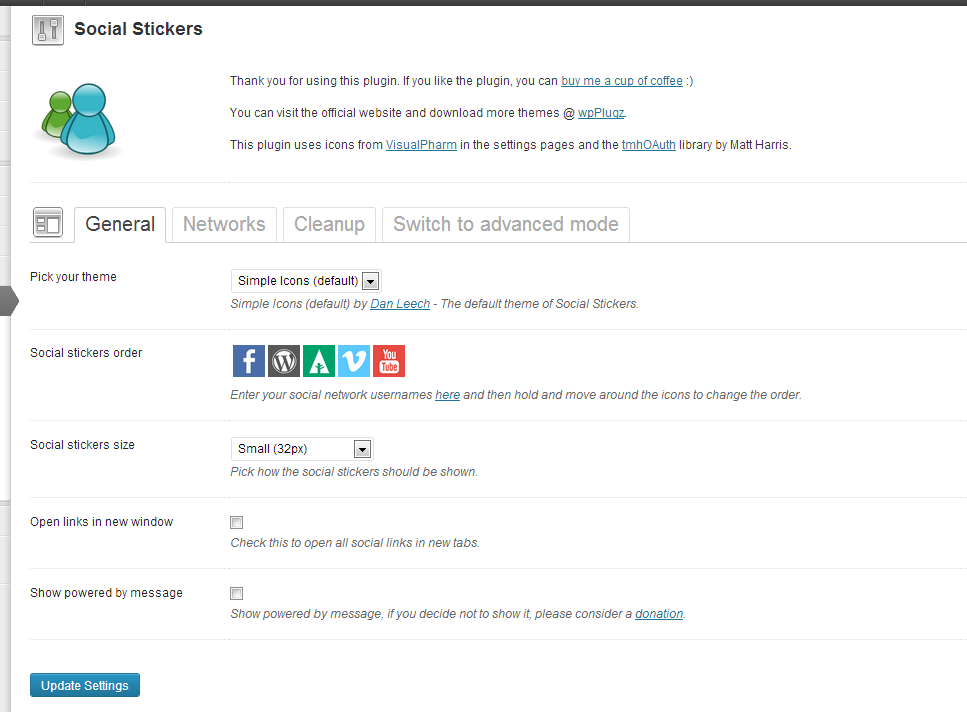 Social Stickers
Thank you for using this plugin. If you like the plugin, you can buy me a cup of coffee :)
You can visit the official website and download more themes @ wpPlugz.
This plugin uses icons from VisualPharm in the settings pages and the tmhOAuth library by Matt Harris.
General Networks Cleanup Switch to advanced mode
Pick your theme
Simple Icons (default)
Simple Icons (default) by Dan Leech - The default theme of Social Stickers.
Social stickers order
You
Tube
Enter your social network usernames here and then hold and move around the icons to change the order.
Social stickers size
Small (32px)
Pick how the social stickers should be shown.
Open links in new window
Check this to open all social links in new tabs.
Show powered by message
Show powered by message, if you decide not to show it, please consider a donation.
Update Settings